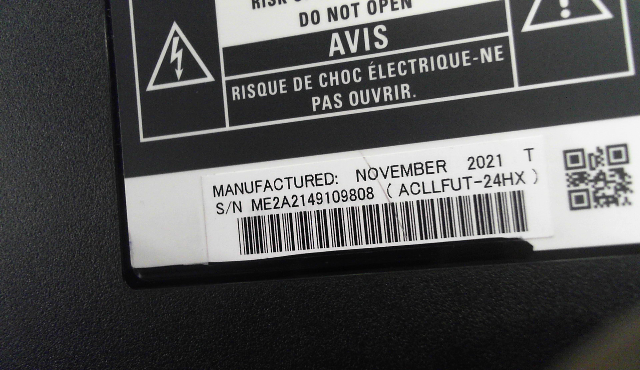 DO NOT OPEN
AVIS
RISQUE DE CHOC ÉLECTRIQUE-NE
PAS OUVRIR.
MANUFACTURED: NOVEMBER 2021 T
S/N ME2A2149109808 ( ACLLFUT-24HX )